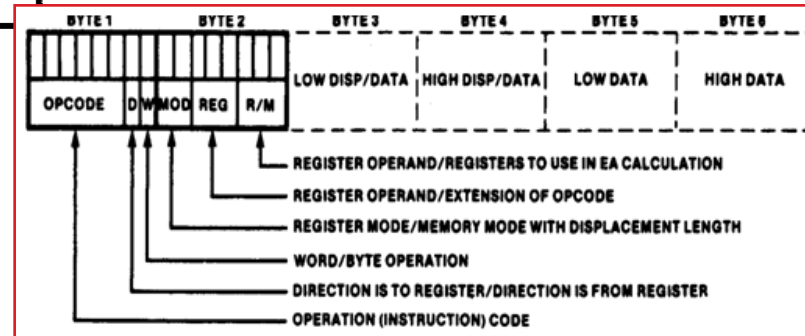 BYTE 1 BYTE 2 BYTE 3 BYTE 4 BYTE 5 BYTE 6
LOW DISP/DATA HIGH DISP/DATA LOW DATA HIGH DATA
OPCODE D W MOD REG R/M
REGISTER OPERAND/REGISTERS TO USE IN EA CALCULATION
REGISTER OPERAND/EXTENSION OF OPCODE
REGISTER MODE/MEMORY MODE WITH DISPLACEMENT LENGTH
WORD/BYTE OPERATION
DIRECTION IS TO REGISTER/DIRECTION IS FROM REGISTER
OPERATION (INSTRUCTION) CODE